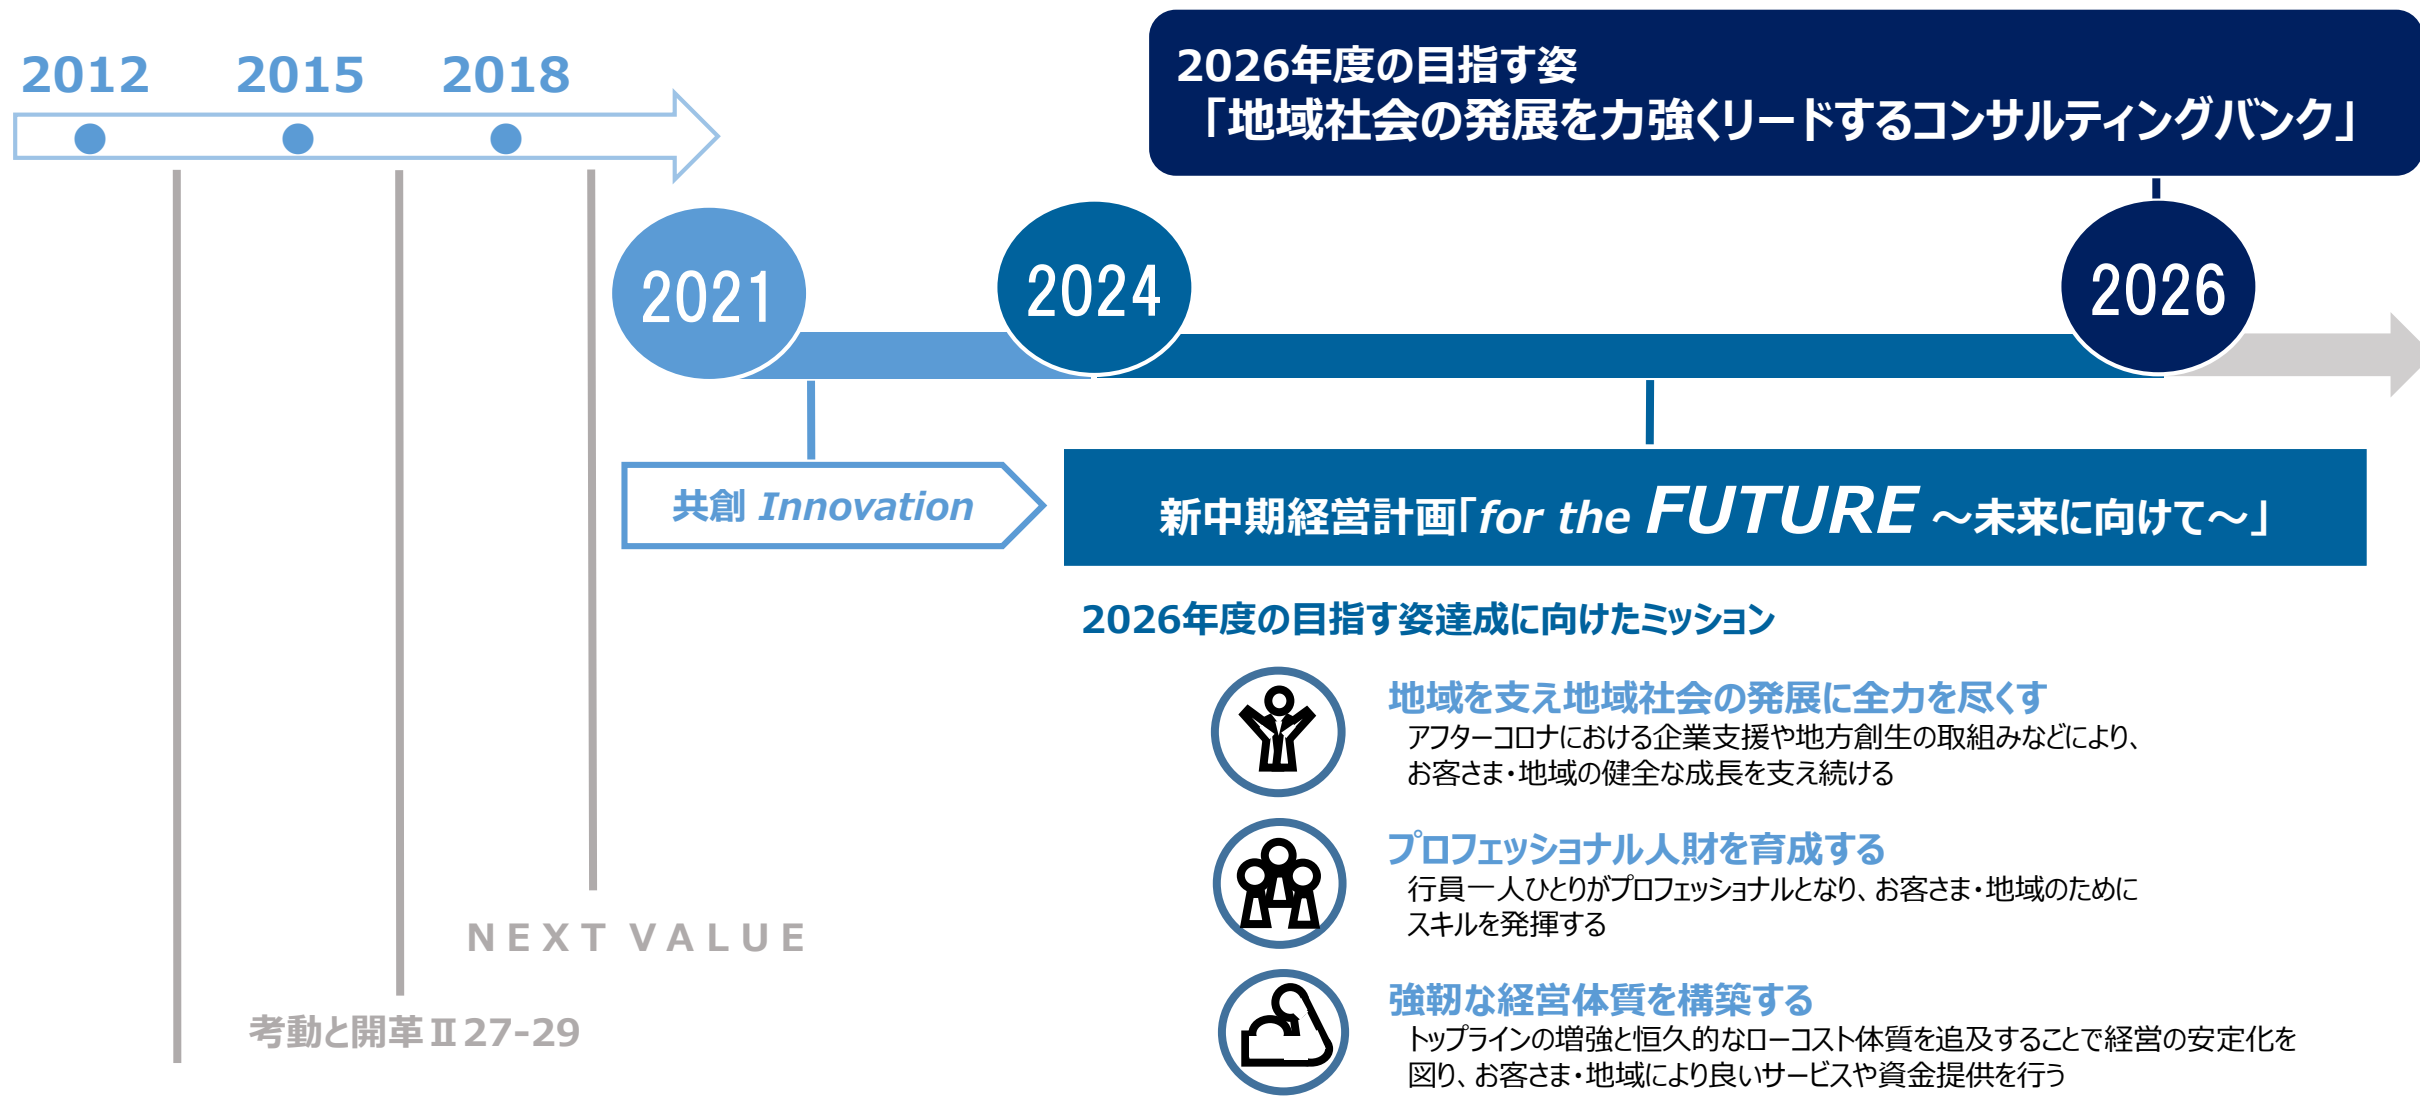 2012 2015 2018
2026年度の目指す姿
「地域社会の発展を力強くリードするコンサルティングバンク」
2021
2024
2026
共創 Innovation
新中期経営計画「for the FUTURE ～未来に向けて～」
2026年度の目指す姿達成に向けたミッション
地域を支え地域社会の発展に全力を尽くす
アフターコロナにおける企業支援や地方創生の取組みなどにより、
お客さま・地域の健全な成長を支え続ける
プロフェッショナル人財を育成する
行員一人ひとりがプロフェッショナルとなり、お客さま・地域のために
スキルを発揮する
強靭な経営体質を構築する
トップラインの増強と恒久的なローコスト体質を追及することで経営の安定化を
図り、お客さま・地域により良いサービスや資金提供を行う
ＮＥＸＴ ＶＡＬＵＥ
考動と開革Ⅱ27-29